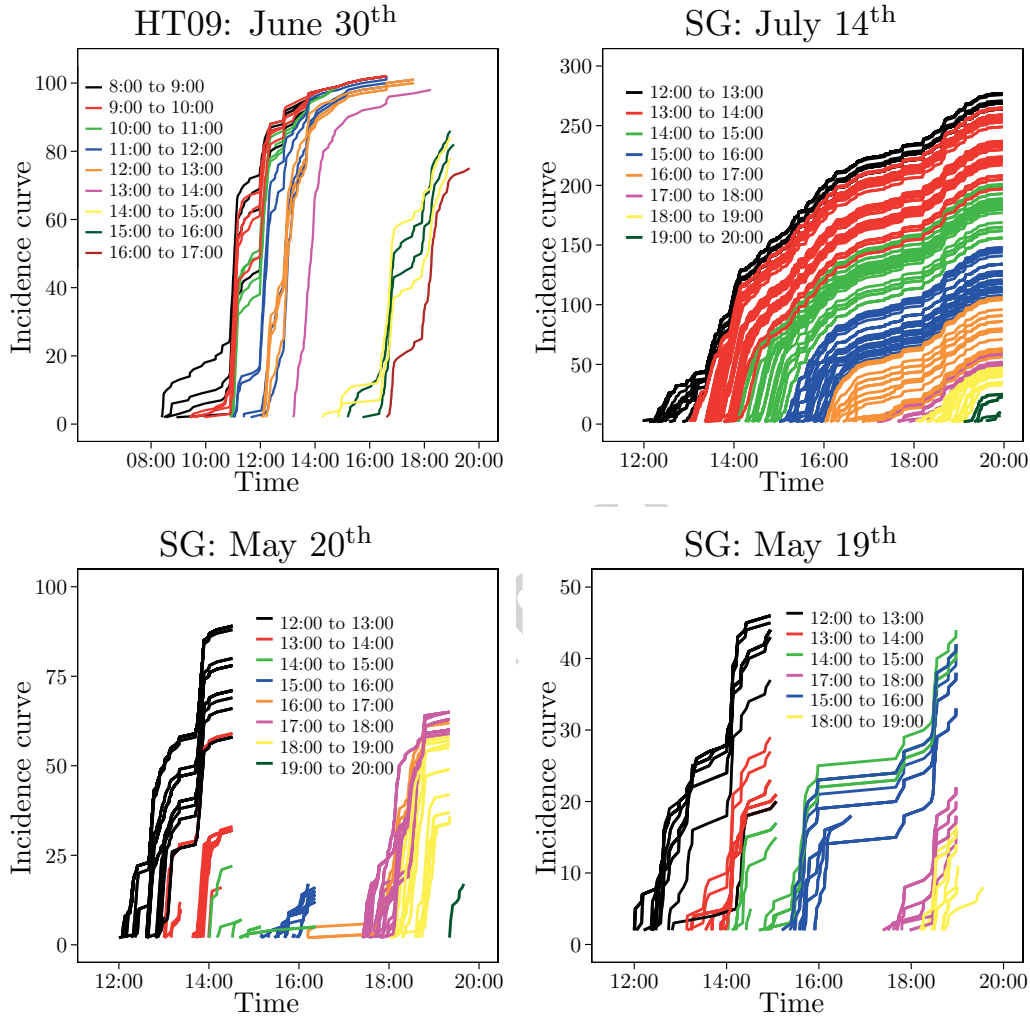 HT09: June 30th
Incidence curve
100
80
60
40
20
0
8:00 to 9:00
9:00 to 10:00
10:00 to 11:00
11:00 to 12:00
12:00 to 13:00
13:00 to 14:00
14:00 to 15:00
15:00 to 16:00
16:00 to 17:00
08:00 10:00 12:00 14:00 16:00 18:00 20:00
Time
SG: July 14th
Incidence curve
300
250
200
150
100
50
0
12:00 to 13:00
13:00 to 14:00
14:00 to 15:00
15:00 to 16:00
16:00 to 17:00
17:00 to 18:00
18:00 to 19:00
19:00 to 20:00
12:00 14:00 16:00 18:00 20:00
Time
SG: May 20th
Incidence curve
100
75
50
25
0
12:00 to 13:00
13:00 to 14:00
14:00 to 15:00
15:00 to 16:00
16:00 to 17:00
17:00 to 18:00
18:00 to 19:00
19:00 to 20:00
12:00 14:00 16:00 18:00 20:00
Time
SG: May 19th
Incidence curve
50
40
30
20
10
0
12:00 to 13:00
13:00 to 14:00
14:00 to 15:00
17:00 to 18:00
15:00 to 16:00
18:00 to 19:00
12:00 14:00 16:00 18:00 20:00
Time